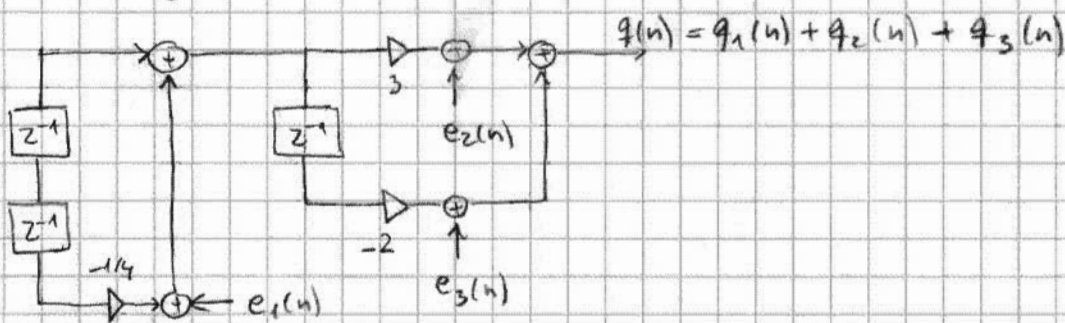 q(n) = q₁(n) + q₂(n) + q₃(n)
+
3
+
+
z⁻¹
z⁻¹
e₂(n)
z⁻¹
-2
+
-1/4
+
e₁(n)
e₃(n)